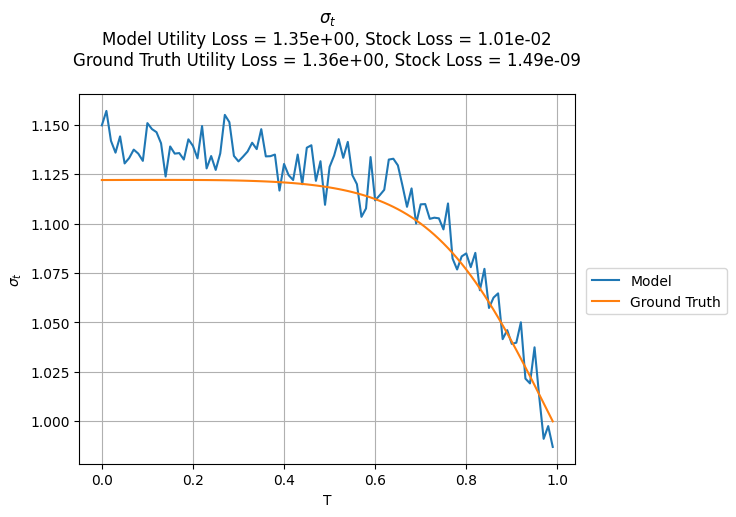 σt
Model Utility Loss = 1.35e+00, Stock Loss = 1.01e-02
Ground Truth Utility Loss = 1.36e+00, Stock Loss = 1.49e-09
1.150
1.125
1.100
1.075
1.050
1.025
1.000
σt
0.0 0.2 0.4 0.6 0.8 1.0
T
Model
Ground Truth